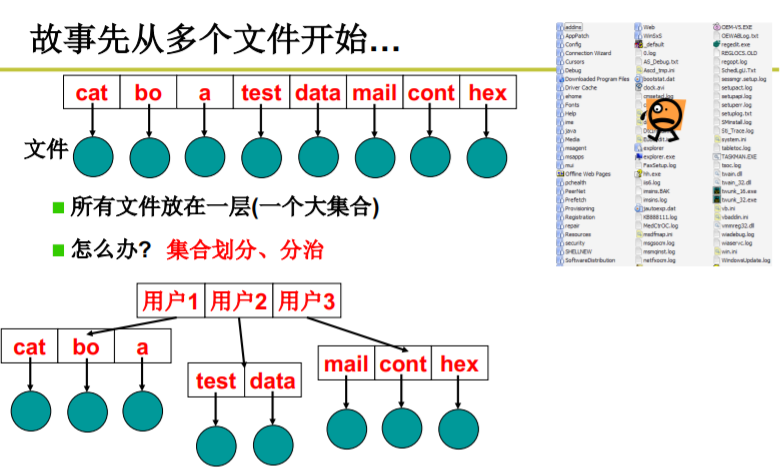 故事先从多个文件开始...
cat bo a test data mail cont hex
文件
所有文件放在一层(一个大集合)
怎么办? 集合划分、分治
用户1 用户2 用户3
cat bo a
test data
mail cont hex
addins
AppPatch
Config
Connection Wizard
Cursors
Debug
Downloaded Program Files
Driver Cache
ehome
Fonts
Help
ime
java
Media
msagent
msapps
mui
Offline Web Pages
pchealth
PeerNet
Prefetch
Provisioning
Registration
repair
Resources
security
SHELLNEW
SoftwareDistribution
Web
WinSxS
_default
0.log
AS_Debug.txt
Ascd_tmp.ini
bootstat.dat
clock.avi
explorer
explorer.exe
FaxSetup.log
hh.exe
iis6.log
msins.BAK
msins.log
jautoexp.dat
KB888111.log
MedCtrOC.log
msdfmap.ini
msgsocm.log
msmqinst.log
netfxocm.log
OEM-VS.EXE
OEWABLog.txt
regedit.exe
REGLOCS.OLD
regopt.log
SchedLgU.Txt
sessmgr.setup.log
setupact.log
setupapi.log
setuperr.log
setuplog.txt
Sti_Trace.log
system.ini
tabletoc.log
TASKMAN.EXE
tsoc.log
twain.dll
twain_32.dll
twunk_16.exe
twunk_32.exe
vb.ini
vbaddin.ini
vmmreg32.dll
wiadebug.log
wiaservc.log
win.ini
WindowsUpdate.log